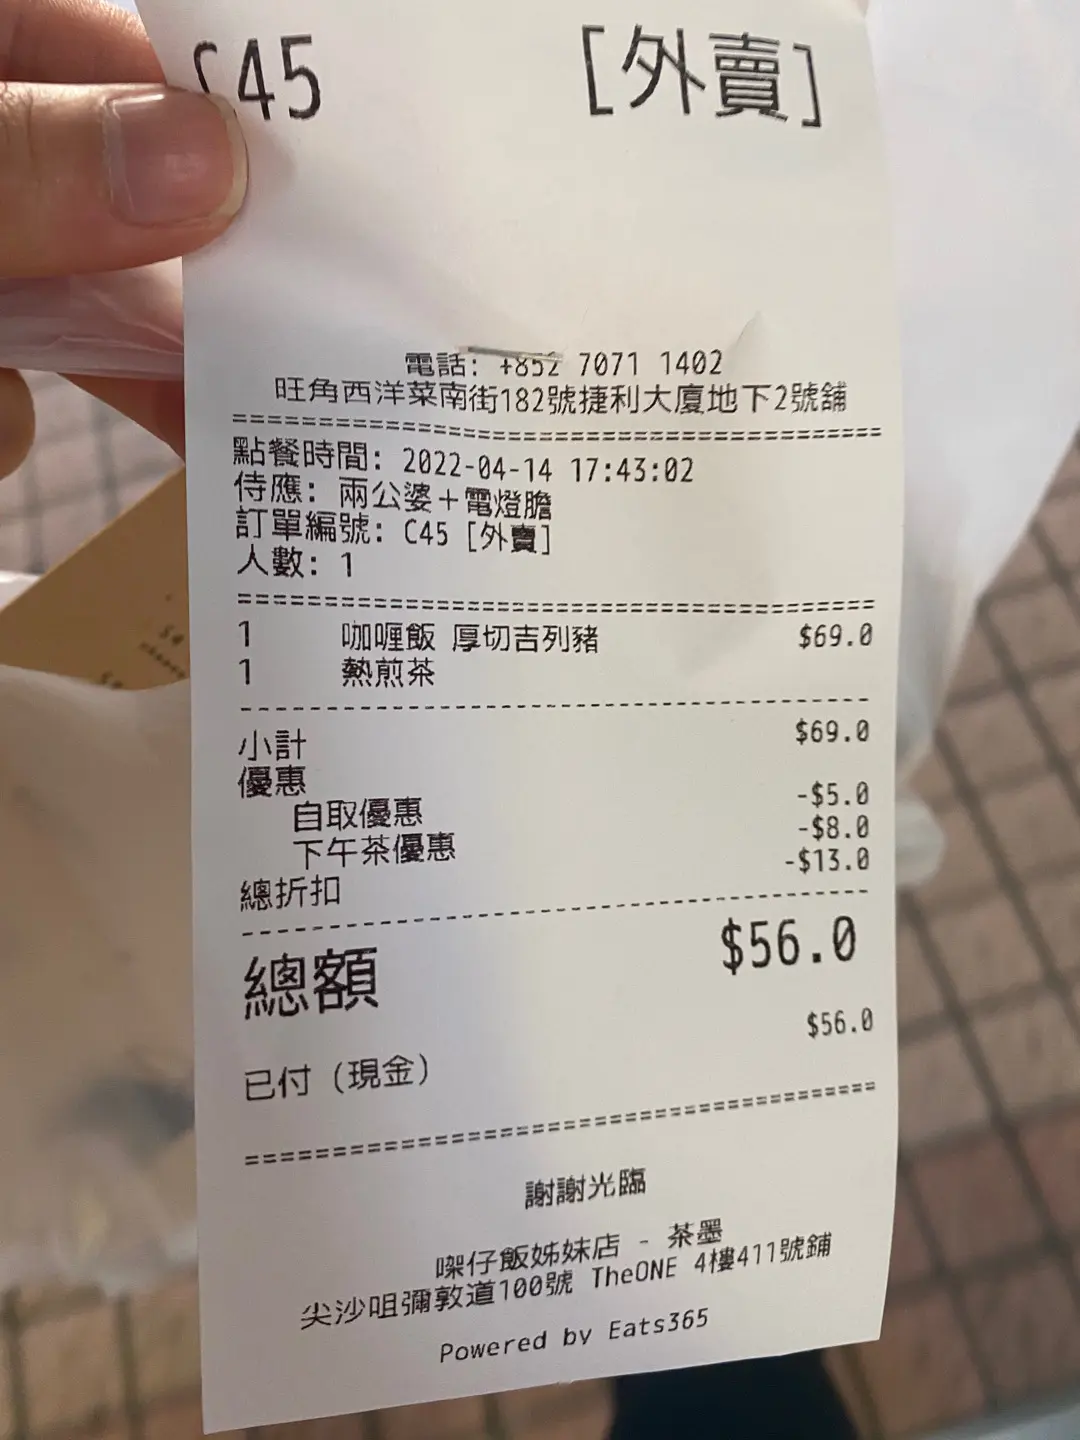 C45 [外賣]
電話: +852 7071 1402
旺角西洋菜南街182號捷利大廈地下2號舖
========================================
點餐時間: 2022-04-14 17:43:02
侍應: 兩公婆+電燈膽
訂單編號: C45 [外賣]
人數: 1
========================================
1 咖喱飯 厚切吉列豬 $69.0
1 熱煎茶
----------------------------------------
小計 $69.0
優惠
自取優惠 -$5.0
下午茶優惠 -$8.0
總折扣 -$13.0
----------------------------------------
總額 $56.0
已付 (現金) $56.0
========================================
謝謝光臨
㗎仔飯姊妹店 - 茶墨
尖沙咀彌敦道100號 TheONE 4樓411號鋪
Powered by Eats365